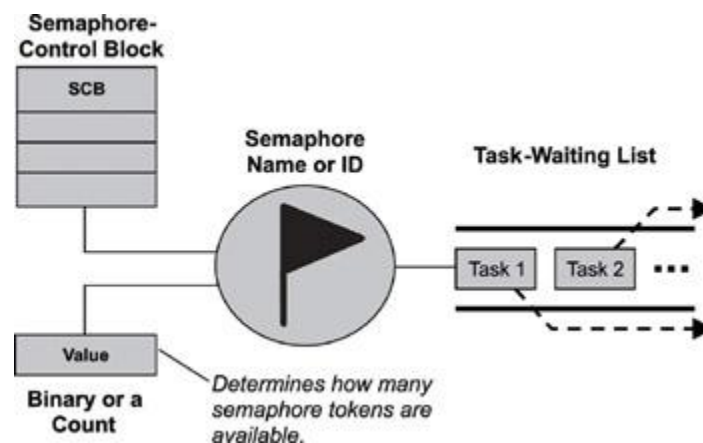 Semaphore-
Control Block
SCB
Semaphore
Name or ID
Task-Waiting List
Task 1
Task 2
...
Value
Binary or a
Count
Determines how many
semaphore tokens are
available.